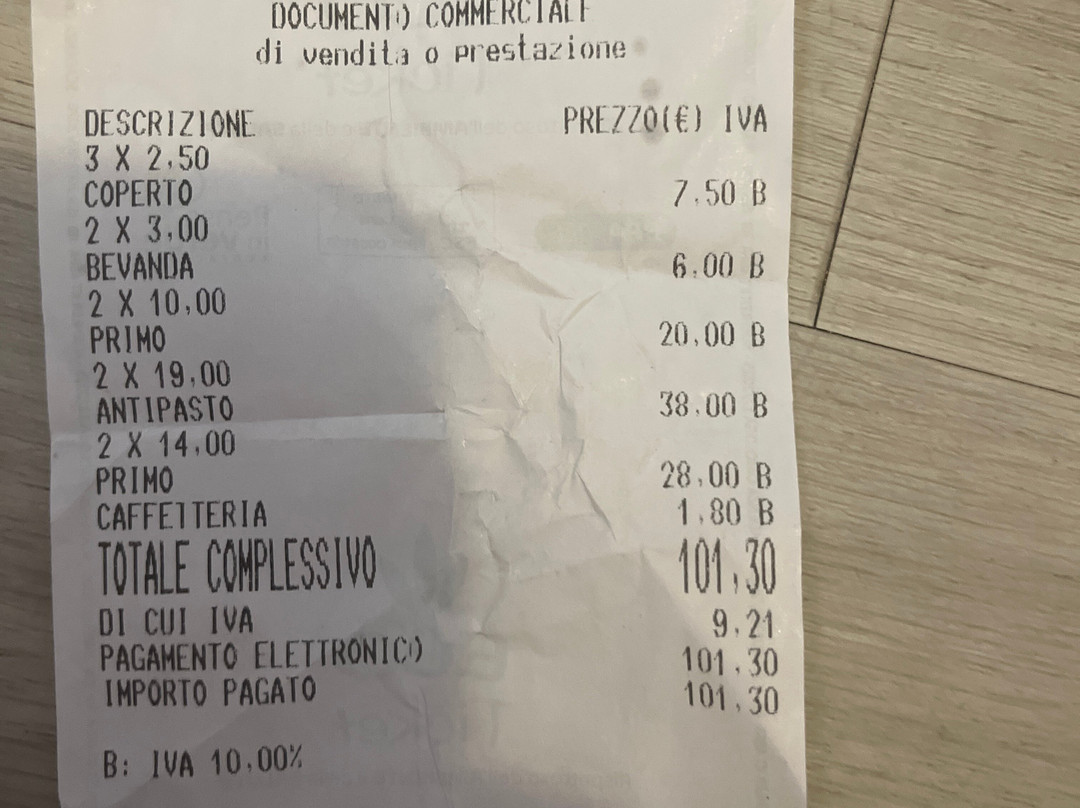 DOCUMENTO COMMERCIALE
di vendita o prestazione
DESCRIZIONE PREZZO(€) IVA
3 X 2,50
COPERTO 7,50 B
2 X 3,00
BEVANDA 6,00 B
2 X 10,00
PRIMO 20,00 B
2 X 19,00
ANTIPASTO 38,00 B
2 X 14,00
PRIMO 28,00 B
CAFFETTERIA 1,80 B
TOTALE COMPLESSIVO 101,30
DI CUI IVA 9,21
PAGAMENTO ELETTRONICO 101,30
IMPORTO PAGATO 101,30
B: IVA 10,00%